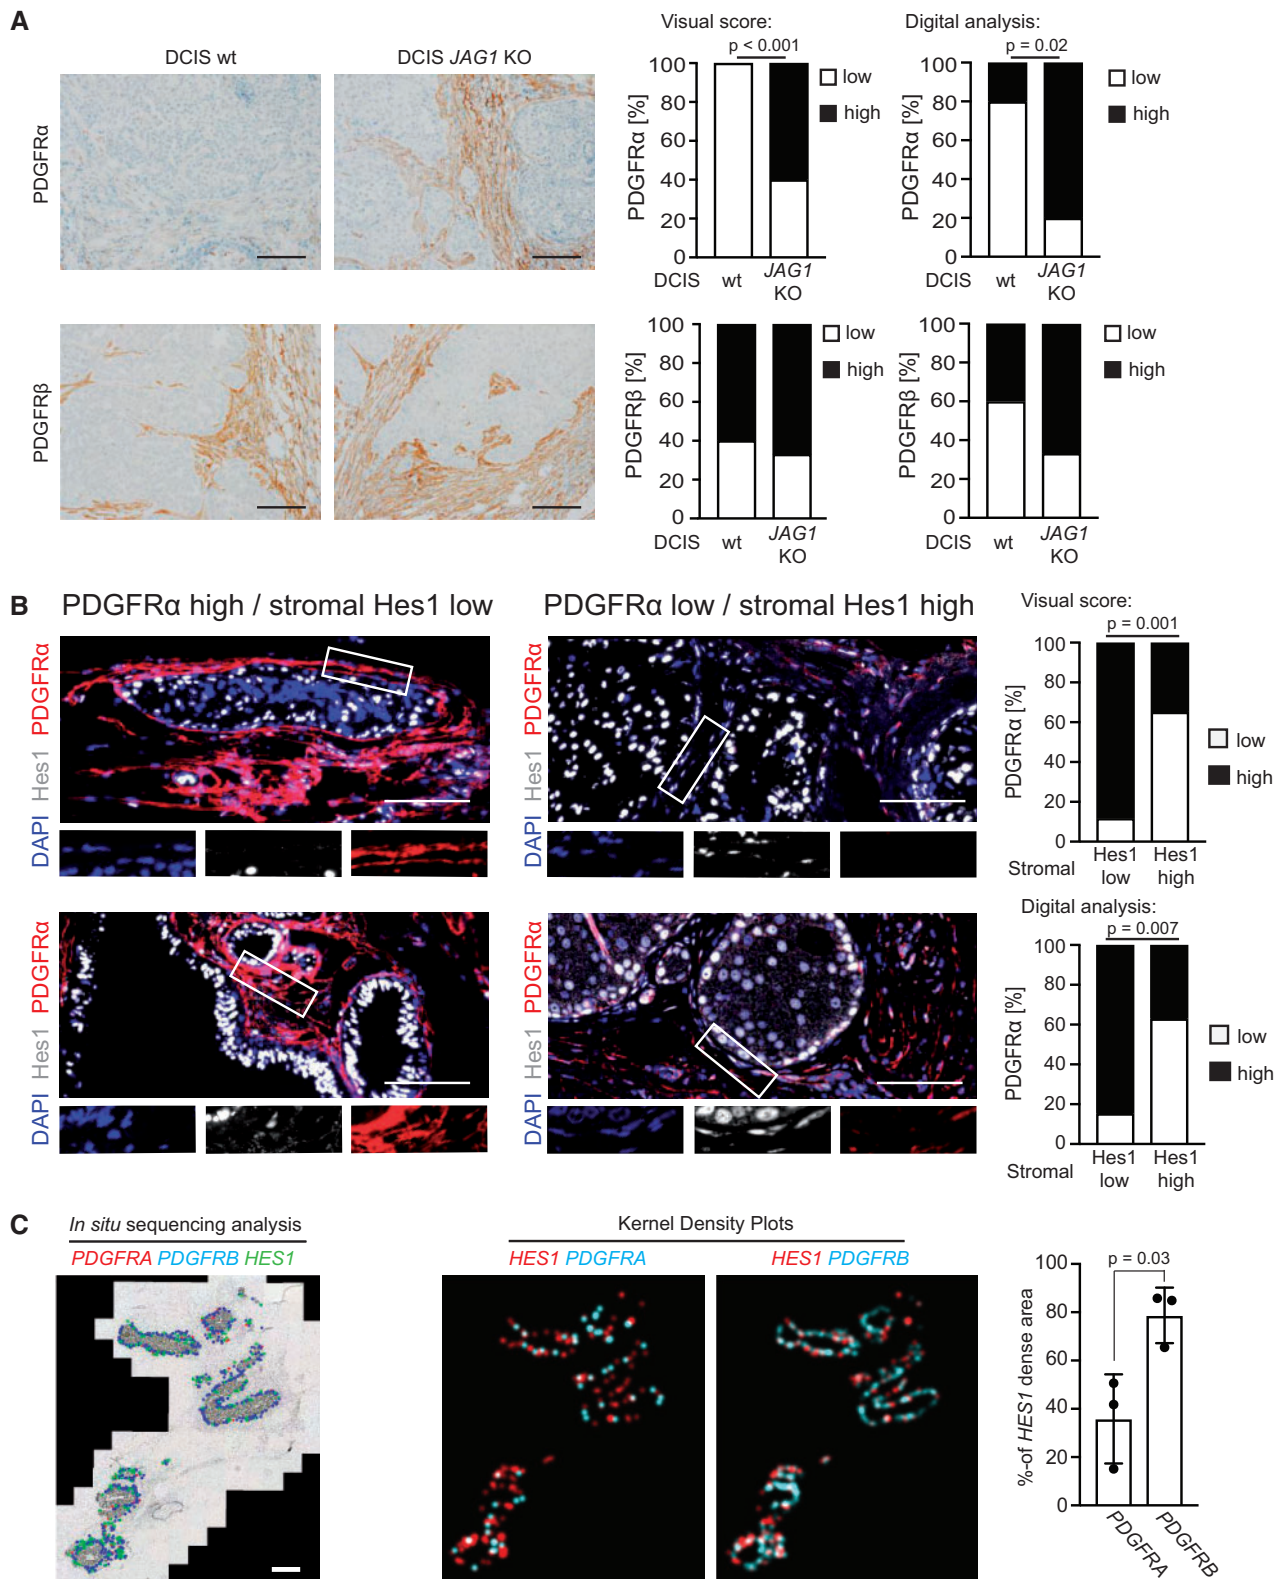 A
DCIS wt
DCIS JAG1 KO
PDGFRα
PDGFRβ
Visual score:
p < 0.001
PDGFRα [%]
100
80
60
40
20
0
low
high
DCIS wt JAG1
KO
Digital analysis:
p = 0.02
PDGFRα [%]
100
80
60
40
20
0
low
high
DCIS wt JAG1
KO
PDGFRβ [%]
100
80
60
40
20
0
low
high
DCIS wt JAG1
KO
PDGFRβ [%]
100
80
60
40
20
0
low
high
DCIS wt JAG1
KO
B
PDGFRα high / stromal Hes1 low
PDGFRα low / stromal Hes1 high
DAPI Hes1 PDGFRα
DAPI Hes1 PDGFRα
DAPI Hes1 PDGFRα
DAPI Hes1 PDGFRα
Visual score:
p = 0.001
PDGFRα [%]
100
80
60
40
20
0
low
high
Stromal Hes1 Hes1
low high
Digital analysis:
p = 0.007
PDGFRα [%]
100
80
60
40
20
0
low
high
Stromal Hes1 Hes1
low high
C
In situ sequencing analysis
PDGFRA PDGFRB HES1
Kernel Density Plots
HES1 PDGFRA
HES1 PDGFRB
p = 0.03
%-of HES1 dense area
100
80
60
40
20
0
PDGFRA
PDGFRB